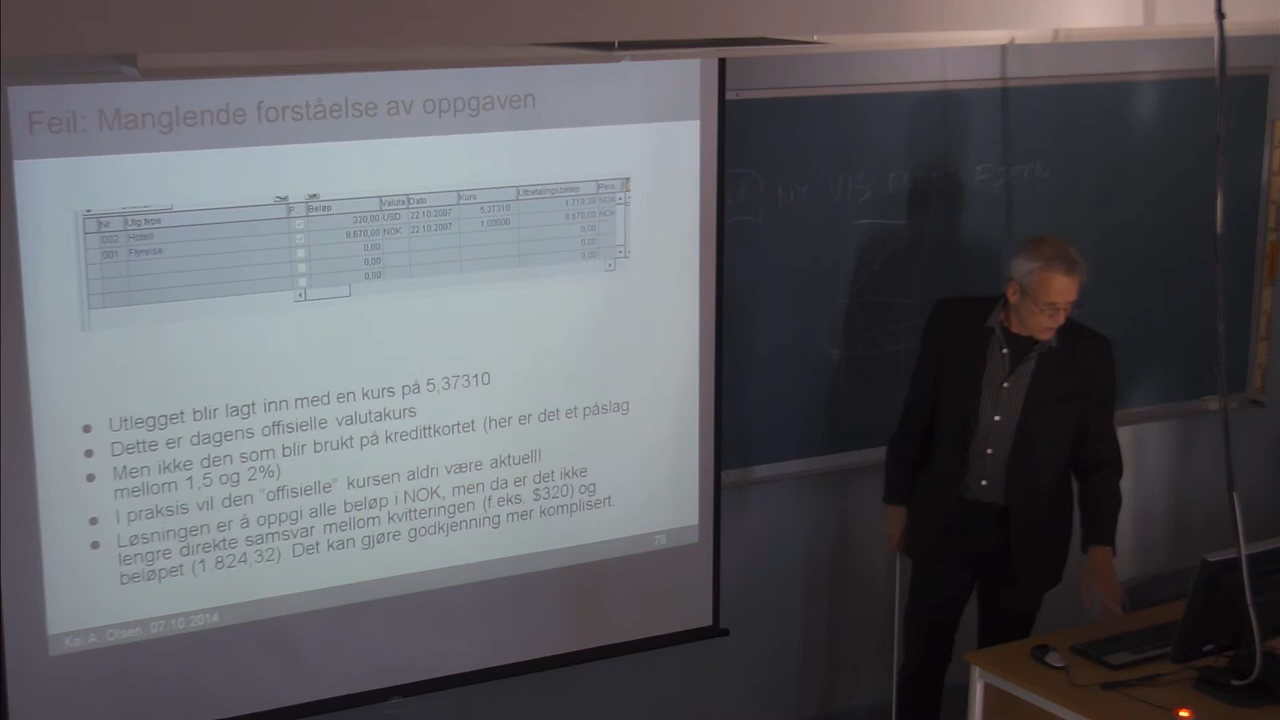 Feil: Manglende forståelse av oppgaven
Nr. Utg.type P Beløp Valuta Dato Kurs Utbetalingsbeløp Reis
002 Hotell 320,00 USD 22.10.2007 5,37310 1 719,39 NOK
001 Flyreise 8 670,00 NOK 22.10.2007 1,00000 8 670,00 NOK
0,00 0,00
0,00 0,00
0,00 0,00
• Utlegget blir lagt inn med en kurs på 5,37310
• Dette er dagens offisielle valutakurs
• Men ikke den som blir brukt på kredittkortet (her er det et påslag
mellom 1,5 og 2%)
• I praksis vil den "offisielle" kursen aldri være aktuell
• Løsningen er å oppgi alle beløp i NOK, men da er det ikke
lengre direkte samsvar mellom kvitteringen (f.eks. $320) og
beløpet (1 824,32) Det kan gjøre godkjenning mer komplisert.
78
Kai A. Olsen, 07.10.2014
VIS